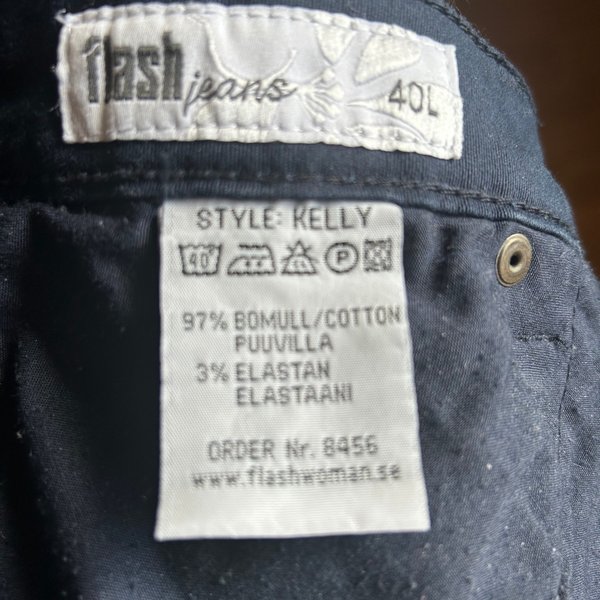 flash jeans 40L
STYLE: KELLY
40°
P
97% BOMULL/COTTON
PUUVILLA
3% ELASTAN
ELASTAANI
ORDER Nr. 8456
www.flashwoman.se